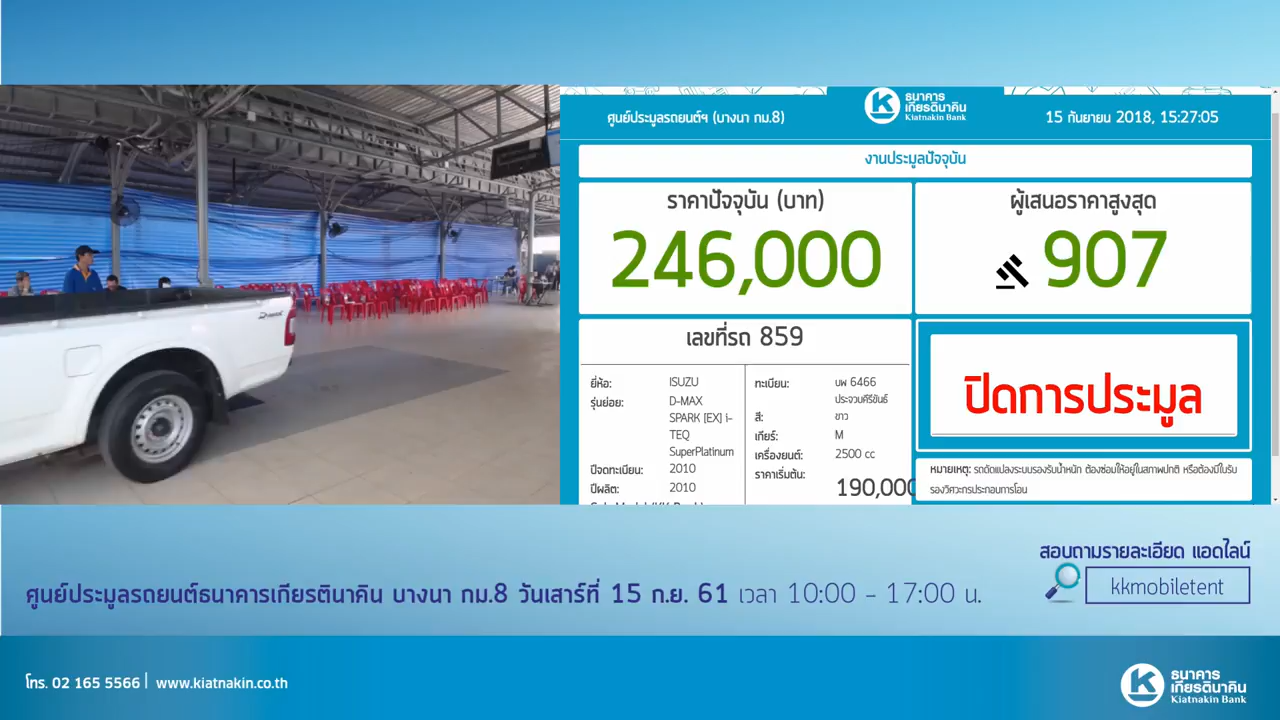 ศูนย์ประมูลรถยนต์ฯ (บางนา กม.8)
ธนาคาร
เกียรตินาคิน
Kiatnakin Bank
15 กันยายน 2018, 15:27:05
งานประมูลปัจจุบัน
ราคาปัจจุบัน (บาท)
246,000
ผู้เสนอราคาสูงสุด
907
เลขที่รถ 859
ยี่ห้อ: ISUZU
รุ่นย่อย: D-MAX
SPARK [EX] i-
TEQ
SuperPlatinum
ปีจดทะเบียน: 2010
ปีผลิต: 2010
ทะเบียน: บพ 6466
ประจวบคีรีขันธ์
สี: ขาว
เกียร์: M
เครื่องยนต์: 2500 cc
ราคาเริ่มต้น: 190,000
ปิดการประมูล
หมายเหตุ: รถดัดแปลงระบบรองรับน้ำหนัก ต้องซ่อมให้อยู่ในสภาพปกติ หรือต้องมีใบรับ
รองวิศวะกรประกอบการโอน
สอบถามรายละเอียด แอดไลน์
kkmobiletent
ศูนย์ประมูลรถยนต์ธนาคารเกียรตินาคิน บางนา กม.8 วันเสาร์ที่ 15 ก.ย. 61 เวลา 10:00 - 17:00 น.
โทร. 02 165 5566 | www.kiatnakin.co.th
ธนาคาร
เกียรตินาคิน
Kiatnakin Bank